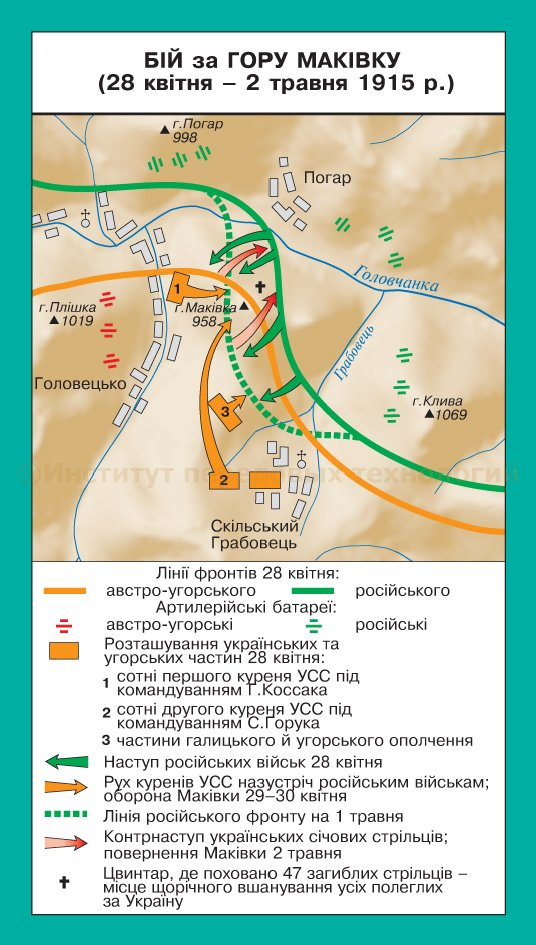 БІЙ за ГОРУ МАКІВКУ
(28 квітня – 2 травня 1915 р.)
г.Погар
998
Погар
Головчанка
1
г.Маківка
958
г.Плішка
1019
Грабовець
Головецько
г.Клива
1069
3
©Институт передовых технологий
2
Скільський
Грабовець
Лінії фронтів 28 квітня:
австро-угорського
російського
Артилерійські батареї:
австро-угорські
російські
Розташування українських та
угорських частин 28 квітня:
1 сотні першого куреня УСС під
командуванням Г.Коссака
2 сотні другого куреня УСС під
командуванням С.Горука
3 частини галицького й угорського ополчення
Наступ російських військ 28 квітня
Рух куренів УСС назустріч російським військам;
оборона Маківки 29–30 квітня
Лінія російського фронту на 1 травня
Контрнаступ українських січових стрільців;
повернення Маківки 2 травня
Цвинтар, де поховано 47 загиблих стрільців –
місце щорічного вшанування усіх полеглих
за Україну